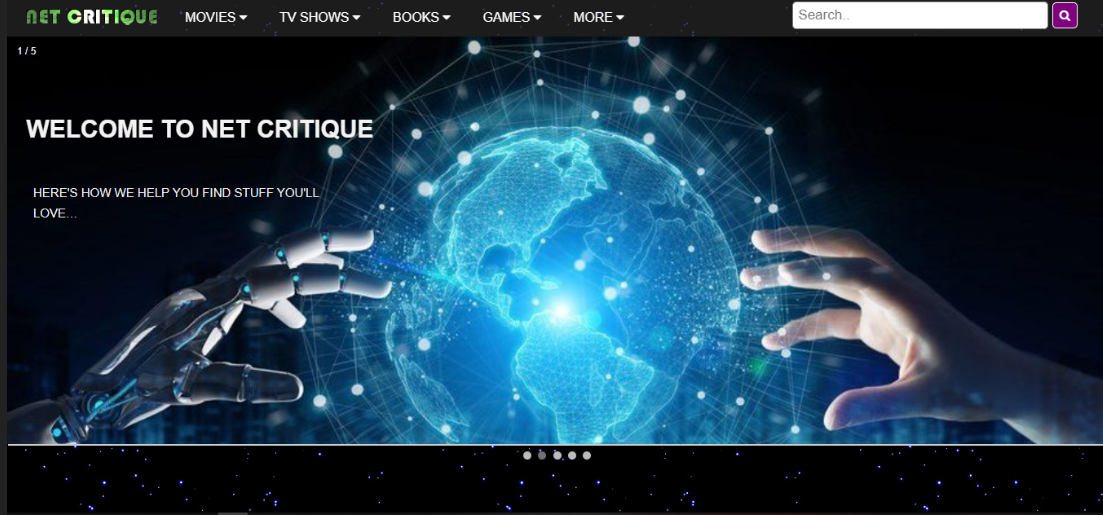 NET CRITIQUE MOVIES TV SHOWS BOOKS GAMES MORE Search..
1 / 5
WELCOME TO NET CRITIQUE
HERE'S HOW WE HELP YOU FIND STUFF YOU'LL
LOVE...